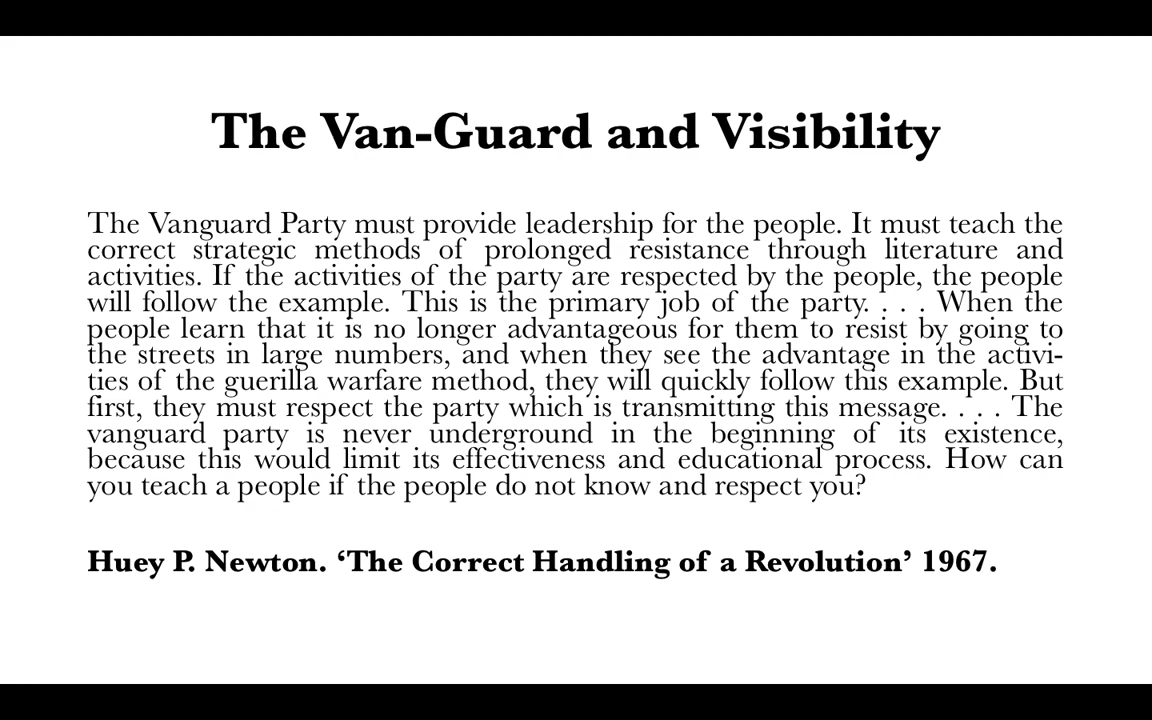 The Van-Guard and Visibility
The Vanguard Party must provide leadership for the people. It must teach the
correct strategic methods of prolonged resistance through literature and
activities. If the activities of the party are respected by the people, the people
will follow the example. This is the primary job of the party. . . . When the
people learn that it is no longer advantageous for them to resist by going to
the streets in large numbers, and when they see the advantage in the activi-
ties of the guerilla warfare method, they will quickly follow this example. But
first, they must respect the party which is transmitting this message. . . . The
vanguard party is never underground in the beginning of its existence,
because this would limit its effectiveness and educational process. How can
you teach a people if the people do not know and respect you?
Huey P. Newton. ‘The Correct Handling of a Revolution’ 1967.